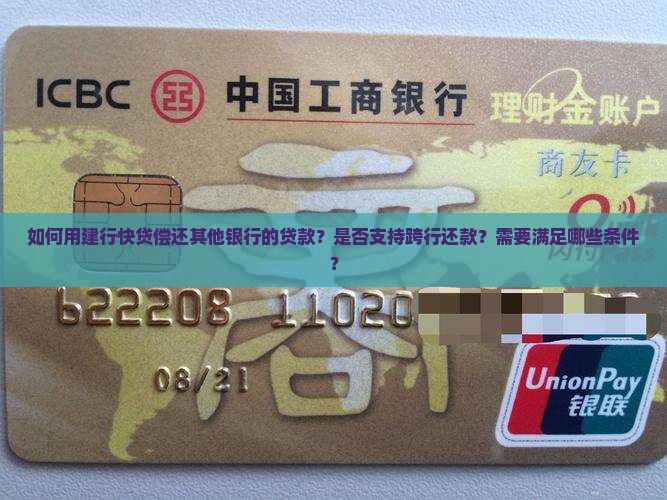 ICBC 中国工商银行 理财金账户
商友卡
如何用建行快贷偿还其他银行的贷款？是否支持跨行还款？需要满足哪些条件
？
622208 11020
08/21
商
UnionPay
银联